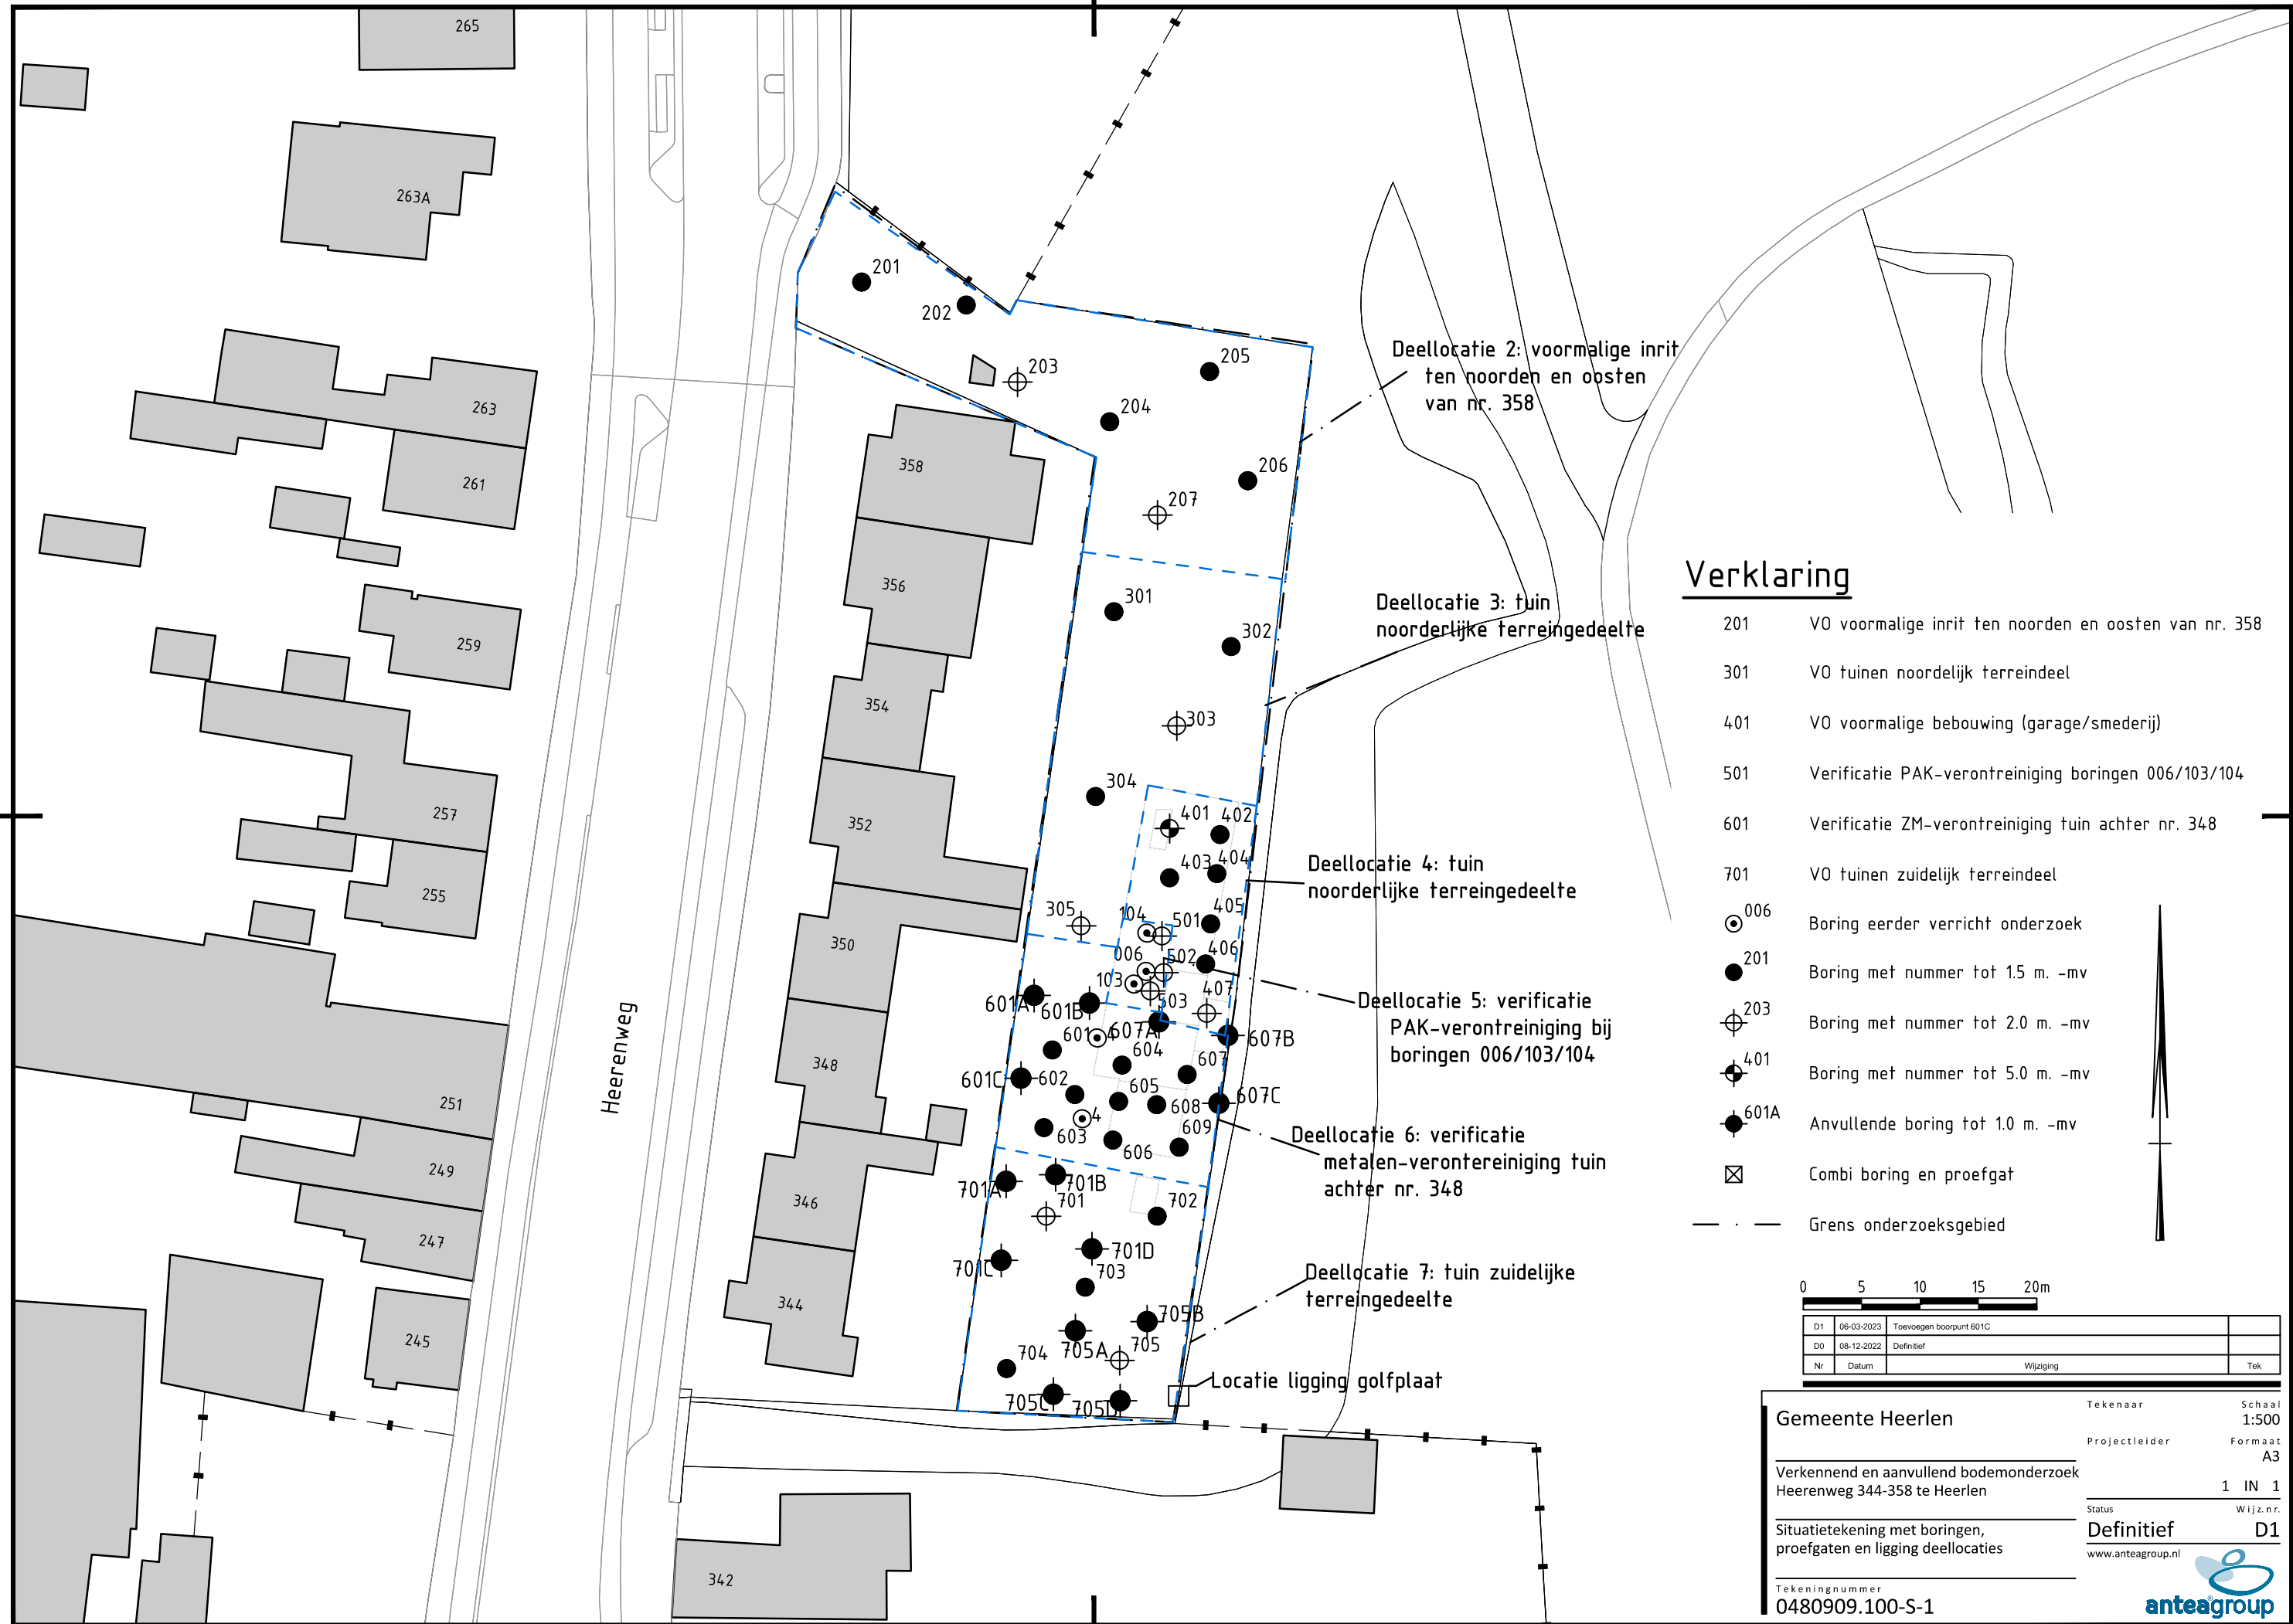 265
263A
263
261
259
257
255
251
249
247
245
Heerenweg
358
356
354
352
350
348
346
344
342
201
202
203
204
205
206
207
301
302
303
304
305
401
402
403
404
405
406
407
104
501
006
502
103
503
601A
601B
607A
607B
601
4
604
607
601C
602
605
608
607C
4
603
606
609
701A
701B
701
702
701C
701D
703
705B
705A
705
704
705C
705D
Deellocatie 2: voormalige inrit
ten noorden en oosten
van nr. 358
Deellocatie 3: tuin
noorderlijke terreingedeelte
Deellocatie 4: tuin
noorderlijke terreingedeelte
Deellocatie 5: verificatie
PAK-verontreiniging bij
boringen 006/103/104
Deellocatie 6: verificatie
metalen-verontereiniging tuin
achter nr. 348
Deellocatie 7: tuin zuidelijke
terreingedeelte
Locatie ligging golfplaat
Verklaring
201 VO voormalige inrit ten noorden en oosten van nr. 358
301 VO tuinen noordelijk terreindeel
401 VO voormalige bebouwing (garage/smederij)
501 Verificatie PAK-verontreiniging boringen 006/103/104
601 Verificatie ZM-verontreiniging tuin achter nr. 348
701 VO tuinen zuidelijk terreindeel
006 Boring eerder verricht onderzoek
201 Boring met nummer tot 1.5 m. -mv
203 Boring met nummer tot 2.0 m. -mv
401 Boring met nummer tot 5.0 m. -mv
601A Anvullende boring tot 1.0 m. -mv
Combi boring en proefgat
Grens onderzoeksgebied
0 5 10 15 20m
D1 06-03-2023 Toevoegen boorpunt 601C
D0 08-12-2022 Definitief
Nr Datum Wijziging Tek
Gemeente Heerlen
Verkennend en aanvullend bodemonderzoek
Heerenweg 344-358 te Heerlen
Situatietekening met boringen,
proefgaten en ligging deellocaties
Tekeningnummer
0480909.100-S-1
Tekenaar Schaal
1:500
Projectleider Formaat
A3
1 IN 1
Status Wijz.nr.
Definitief D1
www.anteagroup.nl
anteagroup